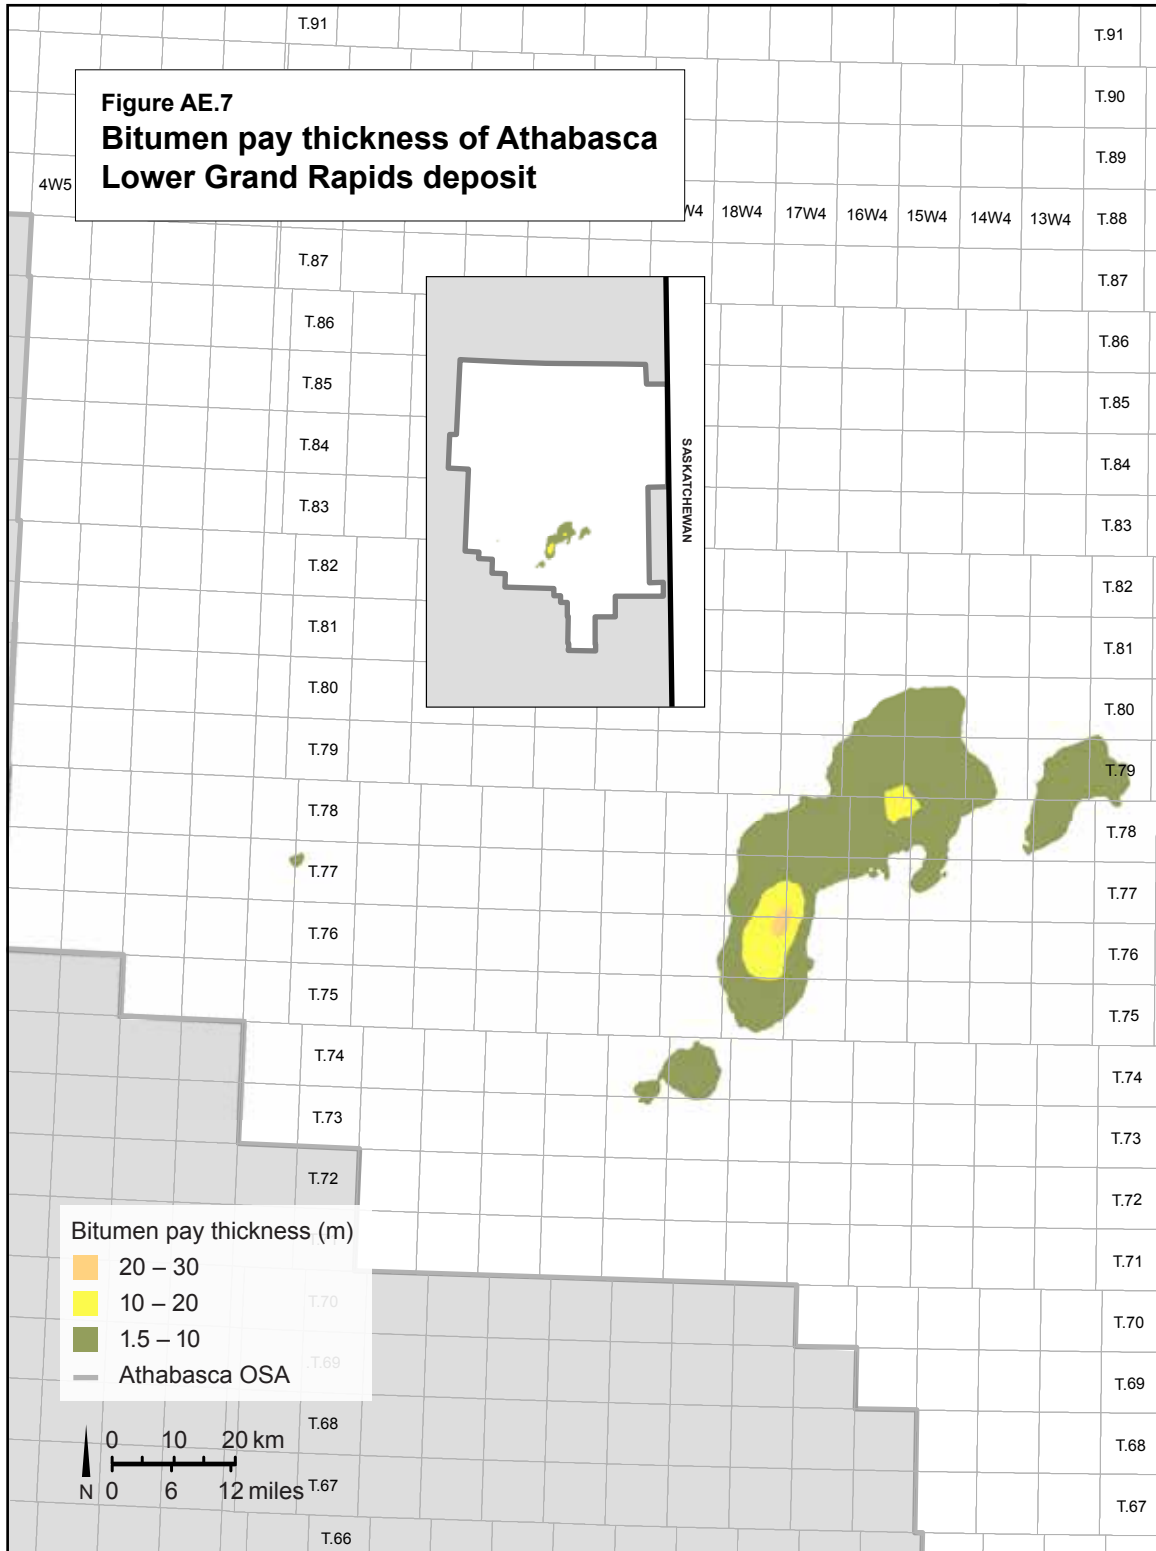 T.91
T.91
Figure AE.7
Bitumen pay thickness of Athabasca
Lower Grand Rapids deposit
T.90
T.89
4W5
W4 18W4 17W4 16W4 15W4 14W4 13W4 T.88
T.87
T.87
T.86
T.86
T.85
T.85
T.84
T.84
T.83
T.83
T.82
T.82
T.81
T.81
T.80
T.80
T.79
T.79
T.78
T.78
T.77
T.77
T.76
T.76
T.75
T.75
T.74
T.74
T.73
T.73
T.72
T.72
T.71
T.70
T.70
T.69
T.69
T.68
T.68
T.67
T.67
T.66
SASKATCHEWAN
Bitumen pay thickness (m)
20 – 30
10 – 20
1.5 – 10
Athabasca OSA
0 10 20 km
N 0 6 12 miles